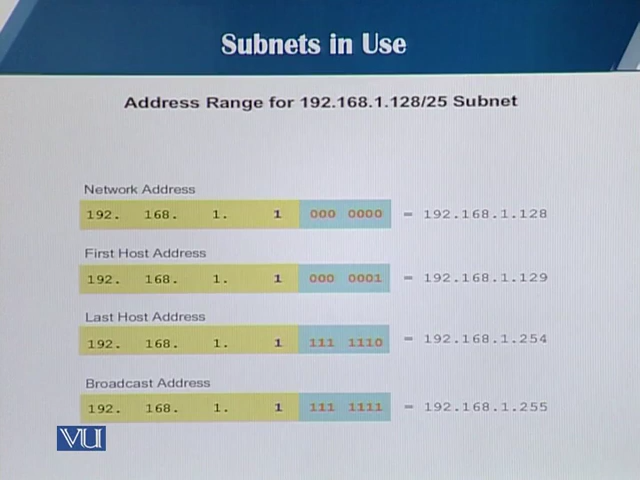 Subnets in Use
Address Range for 192.168.1.128/25 Subnet
Network Address
192. 168. 1. 1 000 0000 = 192.168.1.128
First Host Address
192. 168. 1. 1 000 0001 = 192.168.1.129
Last Host Address
192. 168. 1. 1 111 1110 = 192.168.1.254
Broadcast Address
192. 168. 1. 1 111 1111 = 192.168.1.255
VU